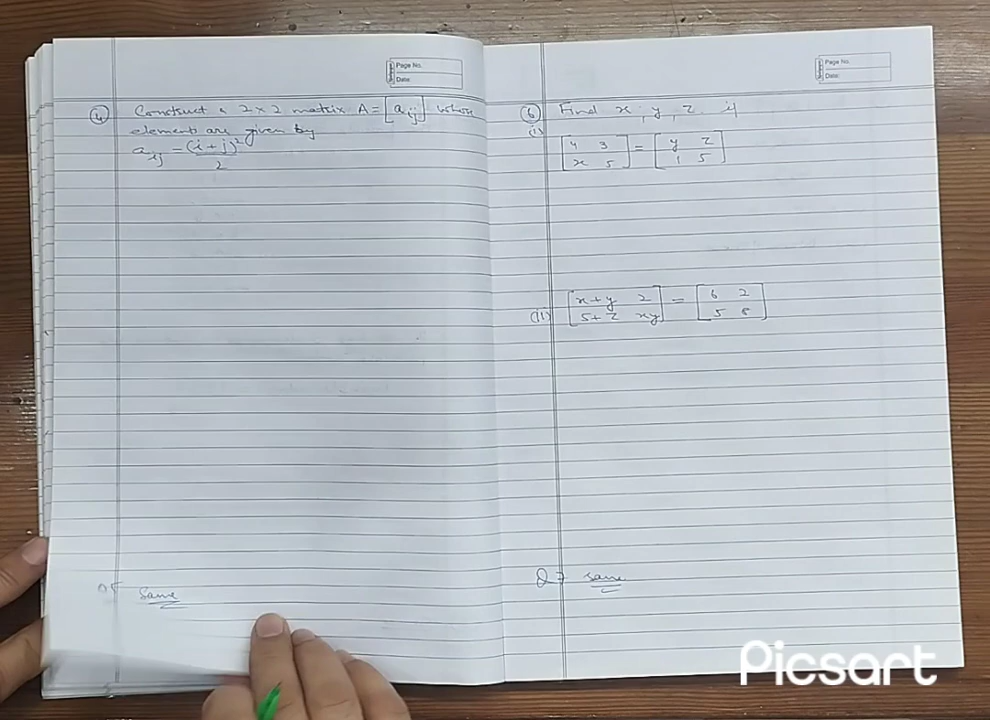 Page No.
Date:
④ Construct a 2×2 matrix A = [aij] whose
elements are given by
aij = (i + j)²
2
Q5 Same
Page No.
Date:
⑥ Find x, y, z if
(i) [4 3 = [y z
x 5] 1 5]
(ii) [x+y 2 = [6 2
5+z xy] 5 8]
Q7 same
Picsart